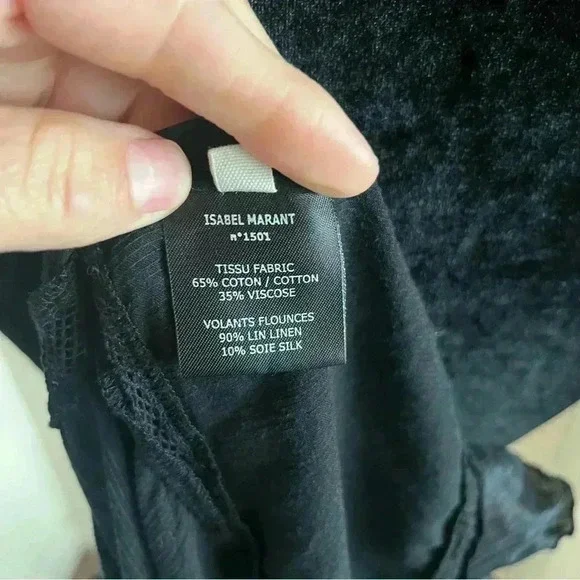 ISABEL MARANT
n°1501
TISSU FABRIC
65% COTON / COTTON
35% VISCOSE
VOLANTS FLOUNCES
90% LIN LINEN
10% SOIE SILK